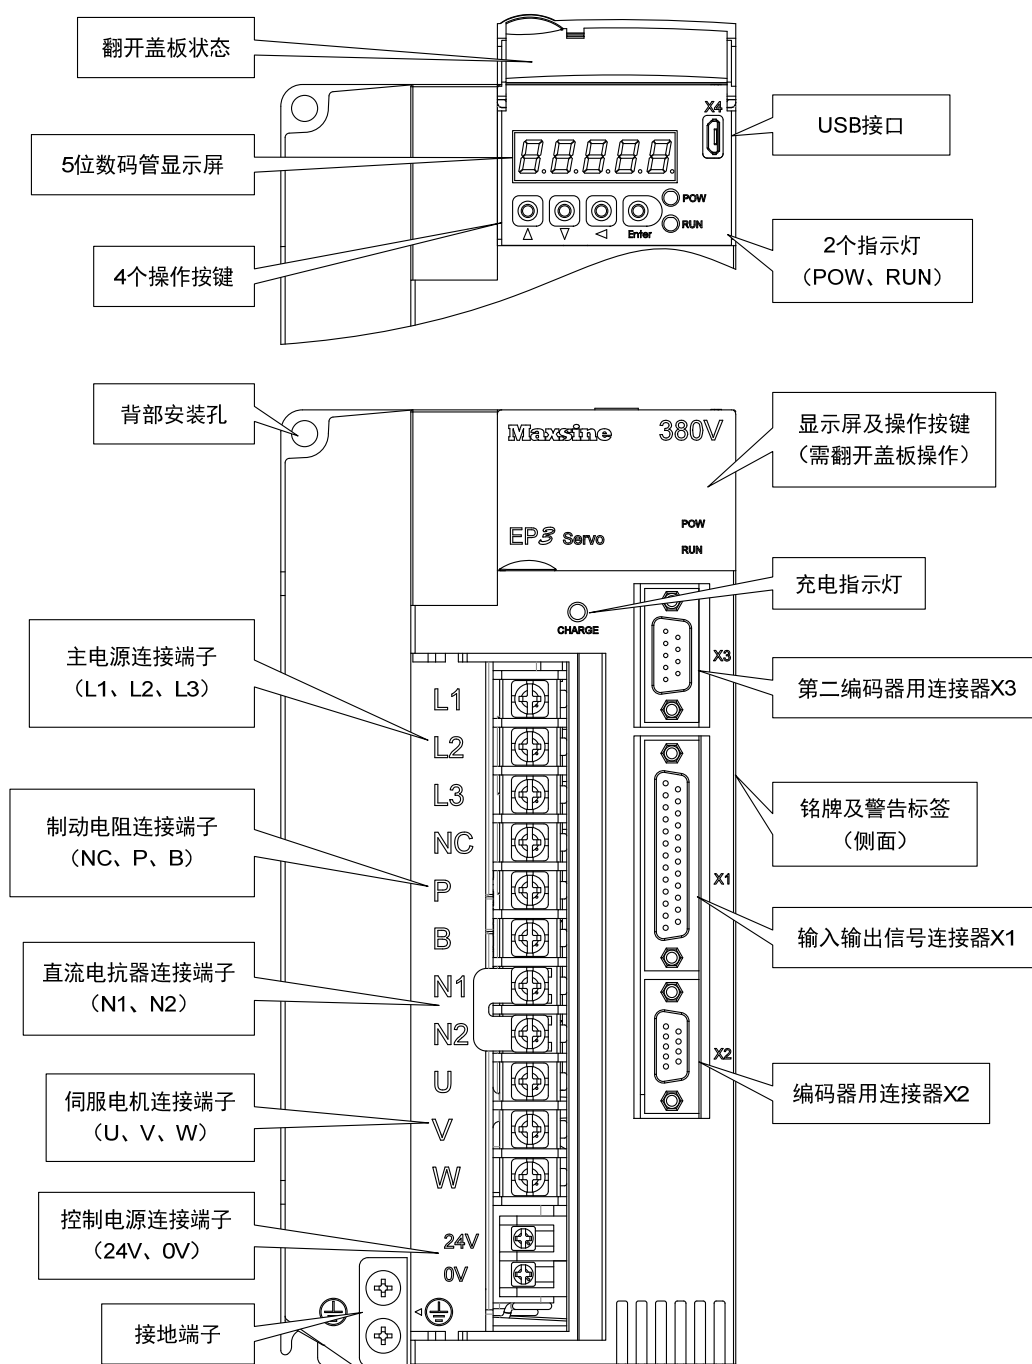 翻开盖板状态
X4
USB接口
5位数码管显示屏
POW
RUN
Enter
2个指示灯
（POW、RUN）
4个操作按键
背部安装孔
Maxsine 380V
显示屏及操作按键
（需翻开盖板操作）
POW
EP3 Servo
RUN
充电指示灯
CHARGE
主电源连接端子
（L1、L2、L3）
X3
第二编码器用连接器X3
L1
L2
L3
NC
P
B
N1
N2
U
V
W
24V
0V
铭牌及警告标签
（侧面）
制动电阻连接端子
（NC、P、B）
X1
输入输出信号连接器X1
直流电抗器连接端子
（N1、N2）
X2
编码器用连接器X2
伺服电机连接端子
（U、V、W）
控制电源连接端子
（24V、0V）
接地端子